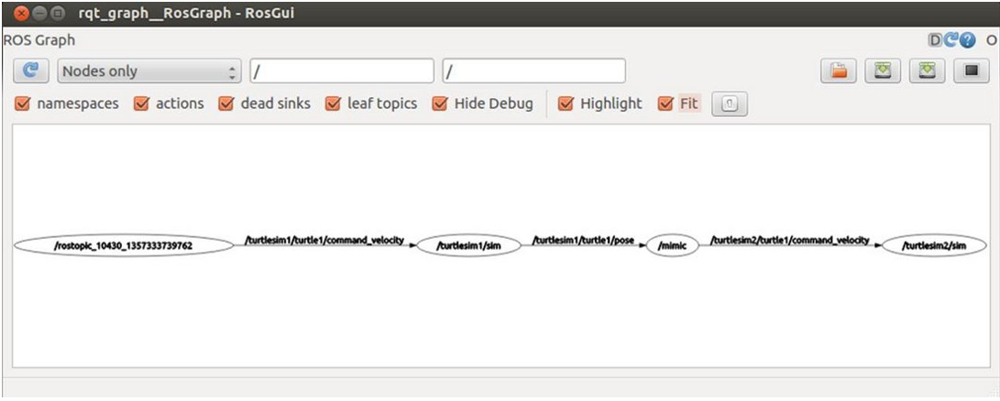 rqt_graph__RosGraph - RosGui
ROS Graph D O
Nodes only / /
namespaces actions dead sinks leaf topics Hide Debug Highlight Fit
/rostopic_10430_1357333739762 /turtlesim1/turtle1/command_velocity /turtlesim1/sim /turtlesim1/turtle1/pose /mimic /turtlesim2/turtle1/command_velocity /turtlesim2/sim